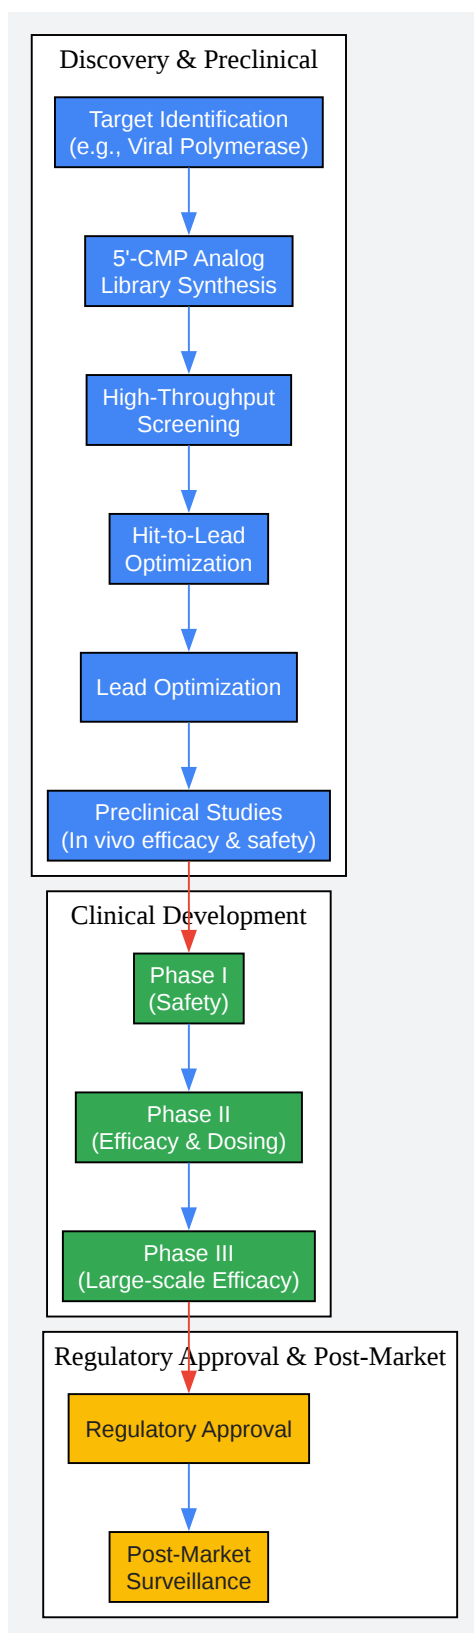 Discovery & Preclinical
Target Identification
(e.g., Viral Polymerase)
5'-CMP Analog
Library Synthesis
High-Throughput
Screening
Hit-to-Lead
Optimization
Lead Optimization
Preclinical Studies
(In vivo efficacy & safety)
Clinical Development
Phase I
(Safety)
Phase II
(Efficacy & Dosing)
Phase III
(Large-scale Efficacy)
Regulatory Approval & Post-Market
Regulatory Approval
Post-Market
Surveillance